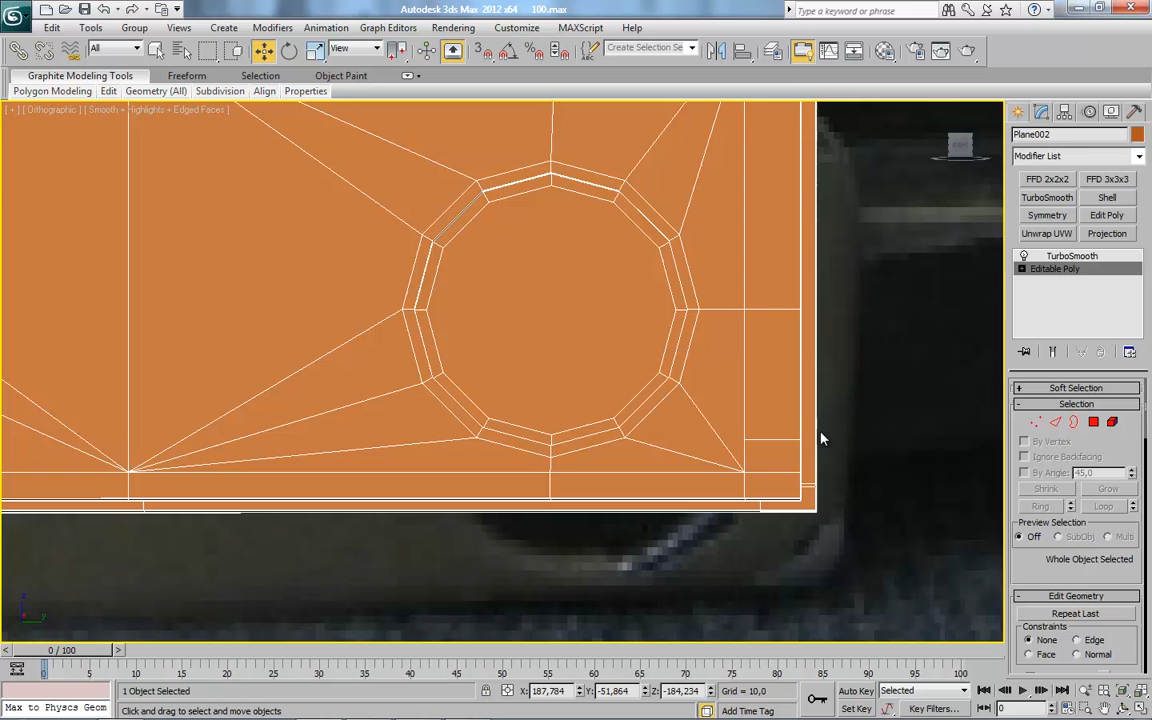 Autodesk 3ds Max 2012 x64    100.max
Type a keyword or phrase
Edit Tools Group Views Create Modifiers Animation Graph Editors Rendering Customize MAXScript Help
All View Create Selection Se
Graphite Modeling Tools Freeform Selection Object Paint
Polygon Modeling Edit Geometry (All) Subdivision Align Properties
[ + ] [ Orthographic ] [ Smooth + Highlights + Edged Faces ]
Plane002
Modifier List
FFD 2x2x2 FFD 3x3x3
TurboSmooth Shell
Symmetry Edit Poly
Unwrap UVW Projection
TurboSmooth
Editable Poly
+ Soft Selection
- Selection
By Vertex
Ignore Backfacing
By Angle: 45,0
Shrink Grow
Ring Loop
Preview Selection
Off SubObj Multi
Whole Object Selected
- Edit Geometry
Repeat Last
Constraints
None Edge
Face Normal
z
y
< 0 / 100 >
0 5 10 15 20 25 30 35 40 45 50 55 60 65 70 75 80 85 90 95 100
1 Object Selected X: 187,784 Y: -51,864 Z: -184,234 Grid = 10,0 Auto Key Selected
Max to Physcs Geom Click and drag to select and move objects Add Time Tag Set Key Key Filters... 0